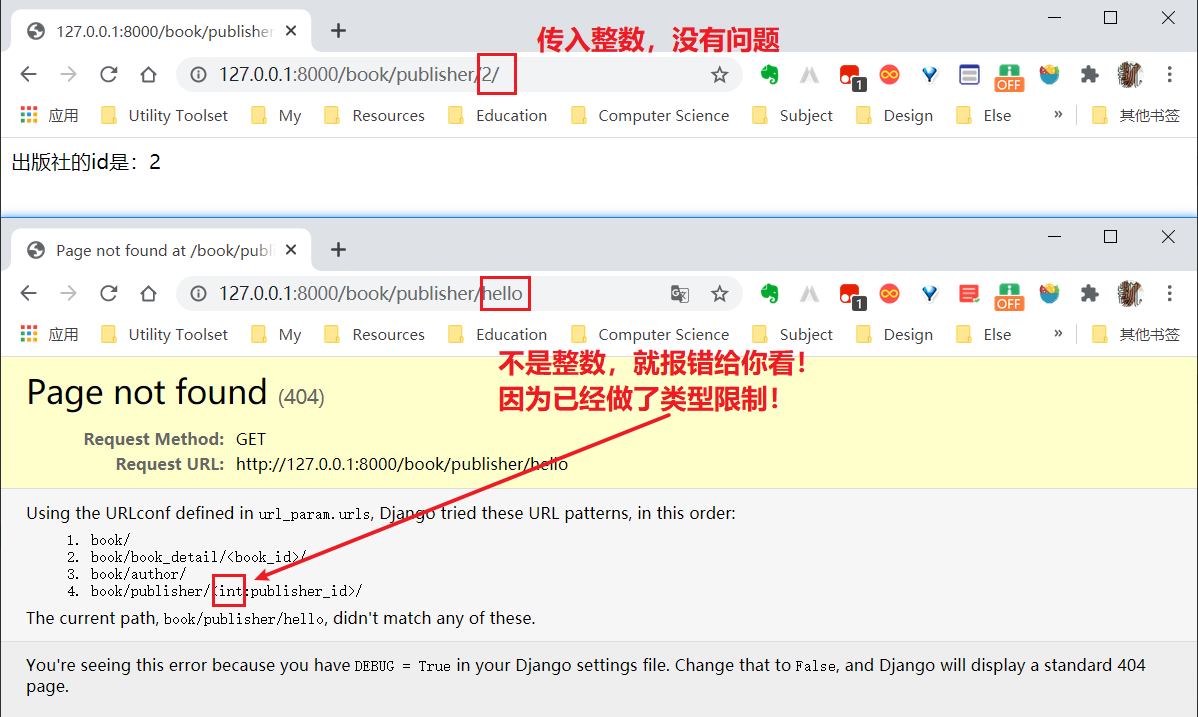 127.0.0.1:8000/book/publisher
传入整数，没有问题
127.0.0.1:8000/book/publisher/2/
1
OFF
应用 Utility Toolset My Resources Education Computer Science Subject Design Else » 其他书签
出版社的id是：2
Page not found at /book/publ
127.0.0.1:8000/book/publisher/hello
1
OFF
应用 Utility Toolset My Resources Education Computer Science Subject Design Else » 其他书签
不是整数，就报错给你看！
因为已经做了类型限制！
Page not found (404)
Request Method: GET
Request URL: http://127.0.0.1:8000/book/publisher/hello
Using the URLconf defined in url_param.urls, Django tried these URL patterns, in this order:
1. book/
2. book/book_detail/<book_id>/
3. book/author/
4. book/publisher/<int:publisher_id>/
The current path, book/publisher/hello, didn't match any of these.
You're seeing this error because you have DEBUG = True in your Django settings file. Change that to False, and Django will display a standard 404
page.